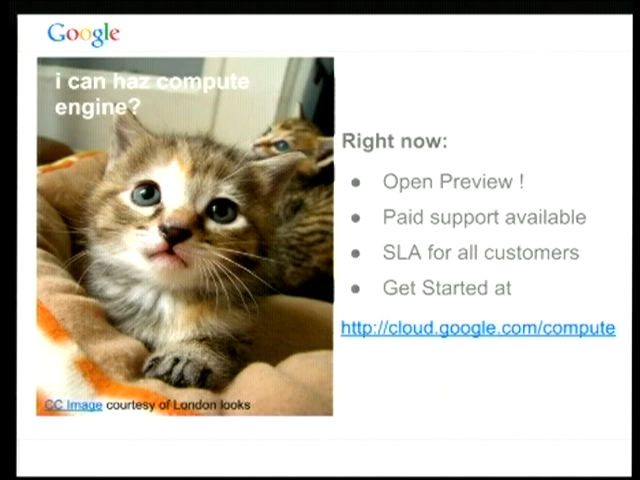 Google
i can haz compute
engine?
Right now:
● Open Preview !
● Paid support available
● SLA for all customers
● Get Started at
http://cloud.google.com/compute
CC Image courtesy of London looks